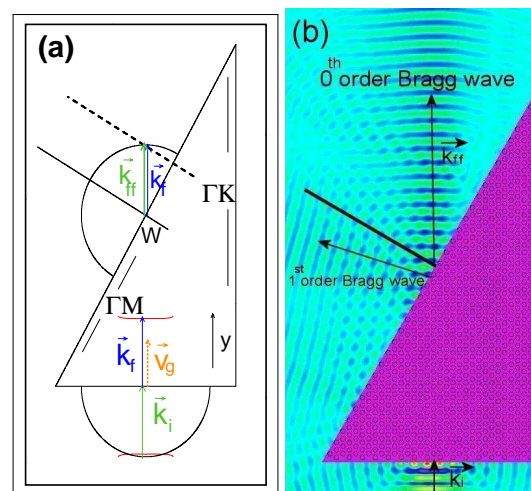 (a)
k_ff k_f
ΓK
W
ΓM
k_f v_g
y
k_i
(b)
0th order Bragg wave
k_ff
1st order Bragg wave
k_i